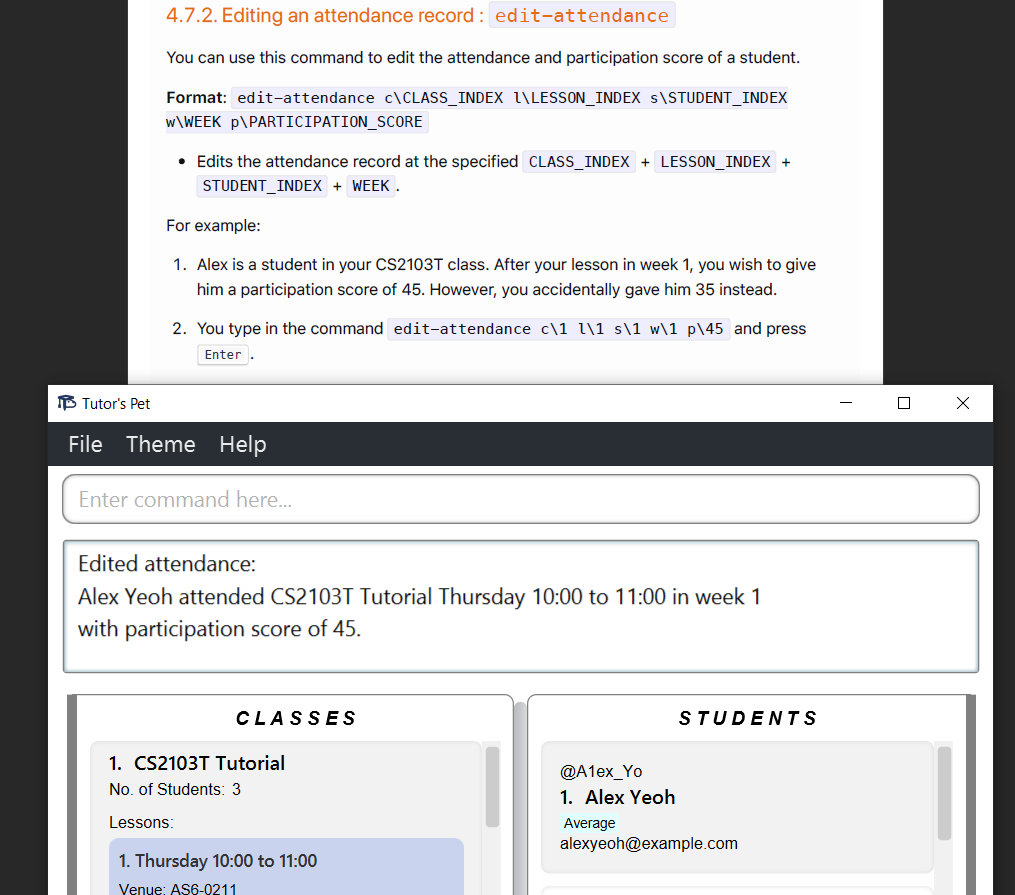 4.7.2. Editing an attendance record : edit-attendance
You can use this command to edit the attendance and participation score of a student.
Format: edit-attendance c\CLASS_INDEX l\LESSON_INDEX s\STUDENT_INDEX
w\WEEK p\PARTICIPATION_SCORE
• Edits the attendance record at the specified CLASS_INDEX + LESSON_INDEX +
STUDENT_INDEX + WEEK.
For example:
1. Alex is a student in your CS2103T class. After your lesson in week 1, you wish to give
him a participation score of 45. However, you accidentally gave him 35 instead.
2. You type in the command edit-attendance c\1 l\1 s\1 w\1 p\45 and press
Enter.
Tutor's Pet
File Theme Help
Enter command here...
Edited attendance:
Alex Yeoh attended CS2103T Tutorial Thursday 10:00 to 11:00 in week 1
with participation score of 45.
CLASSES
1. CS2103T Tutorial
No. of Students: 3
Lessons:
1. Thursday 10:00 to 11:00
Venue: AS6-0211
STUDENTS
@A1ex_Yo
1. Alex Yeoh
Average
alexyeoh@example.com